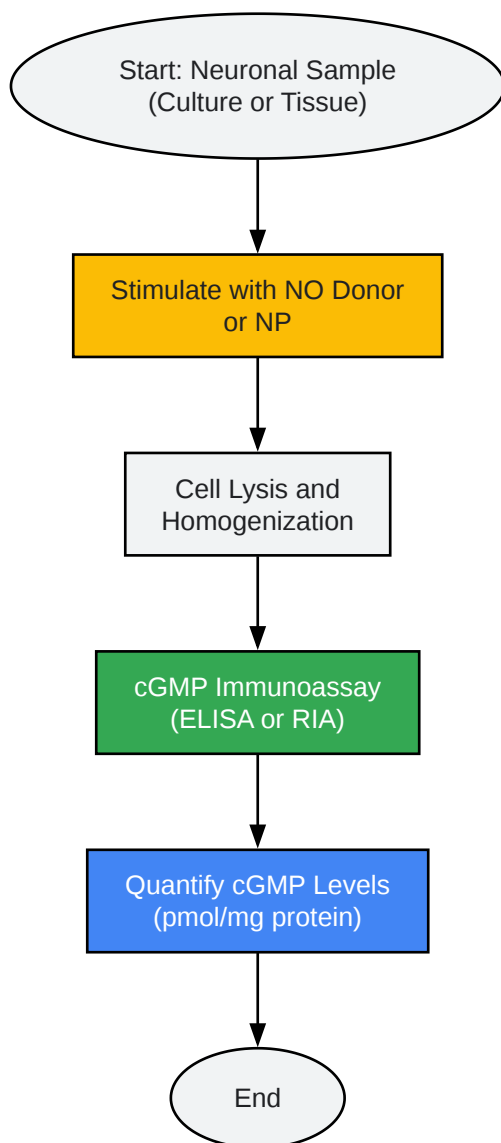 Start: Neuronal Sample
(Culture or Tissue)
Stimulate with NO Donor
or NP
Cell Lysis and
Homogenization
cGMP Immunoassay
(ELISA or RIA)
Quantify cGMP Levels
(pmol/mg protein)
End